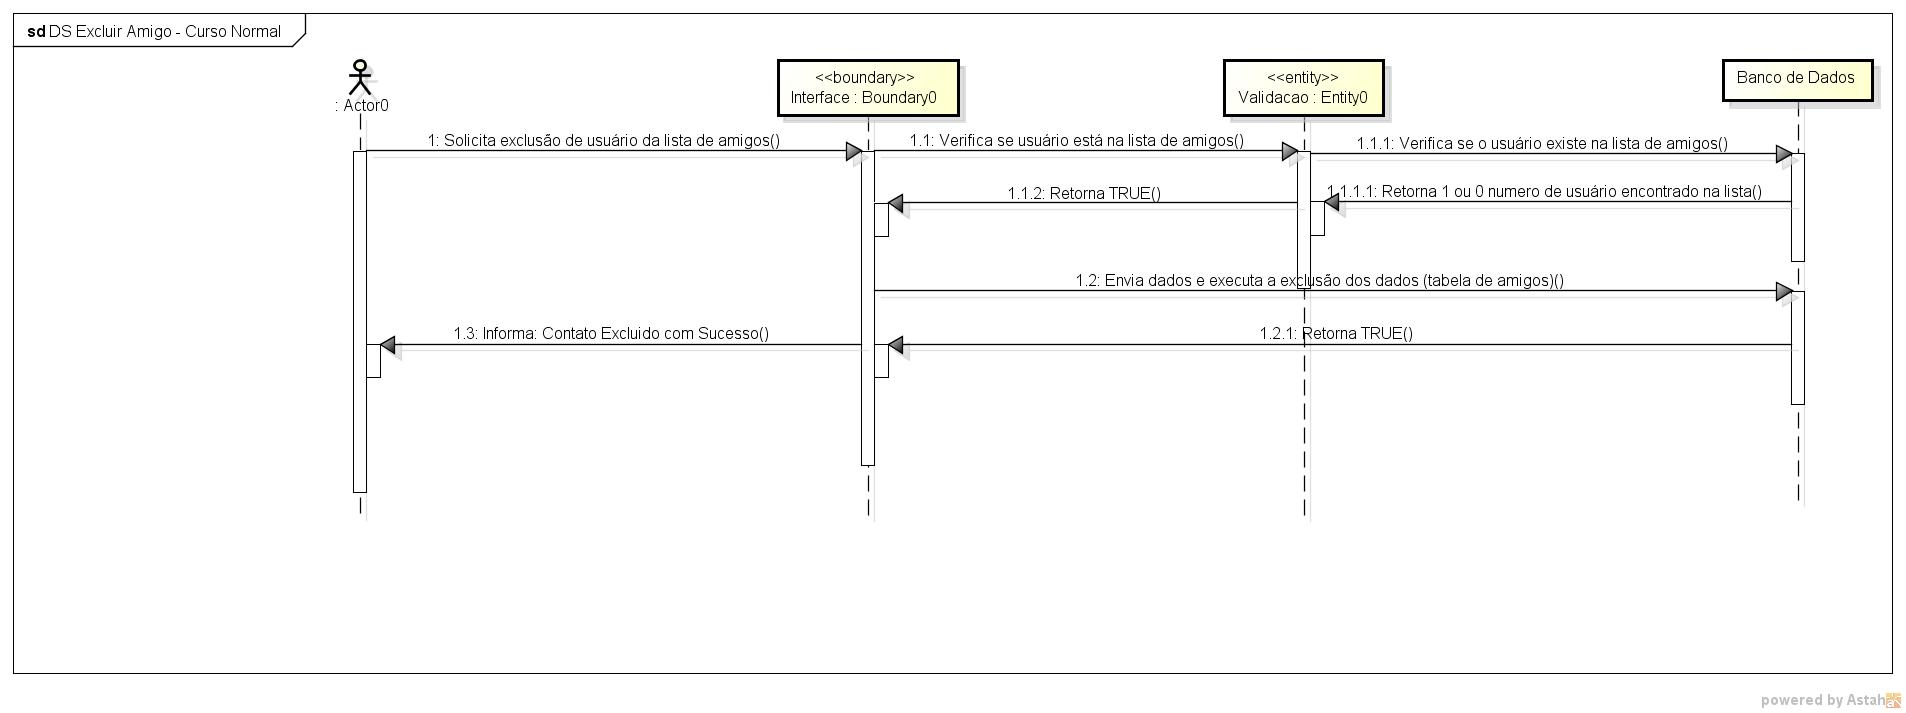 sd DS Excluir Amigo - Curso Normal
: Actor0
<<boundary>>
Interface : Boundary0
<<entity>>
Validacao : Entity0
Banco de Dados
1: Solicita exclusão de usuário da lista de amigos()
1.1: Verifica se usuário está na lista de amigos()
1.1.1: Verifica se o usuário existe na lista de amigos()
1.1.2: Retorna TRUE()
1.1.1.1: Retorna 1 ou 0 numero de usuário encontrado na lista()
1.2: Envia dados e executa a exclusão dos dados (tabela de amigos)()
1.3: Informa: Contato Excluido com Sucesso()
1.2.1: Retorna TRUE()
powered by Astah